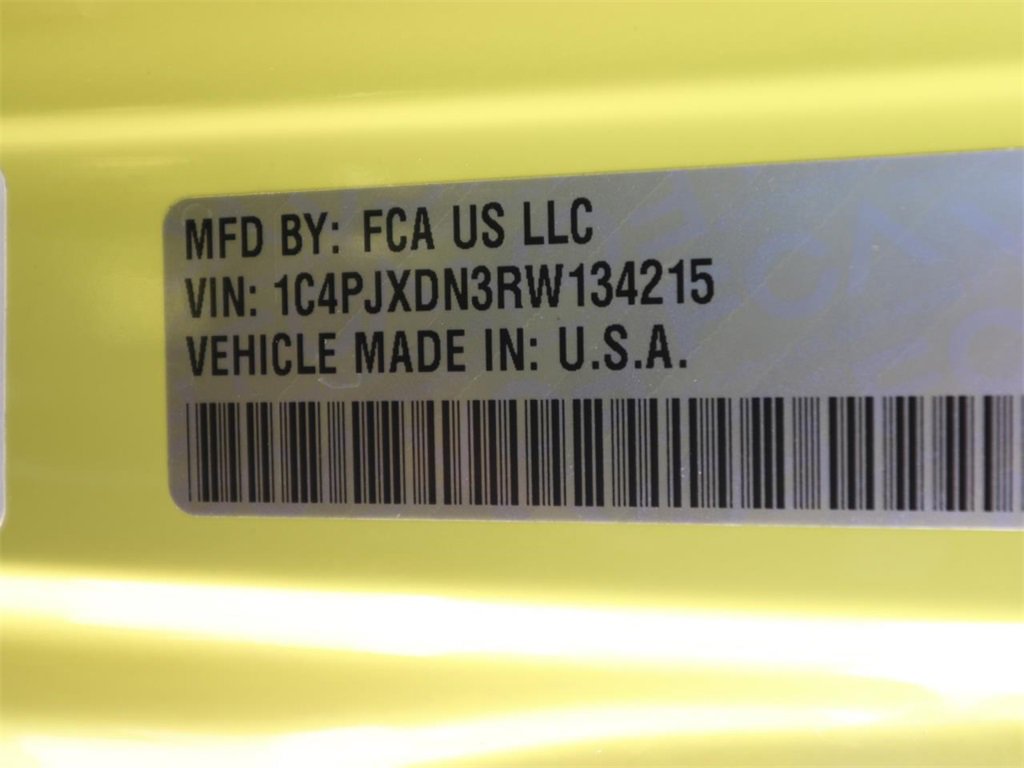 MFD BY: FCA US LLC
VIN: 1C4PJXDN3RW134215
VEHICLE MADE IN: U.S.A.